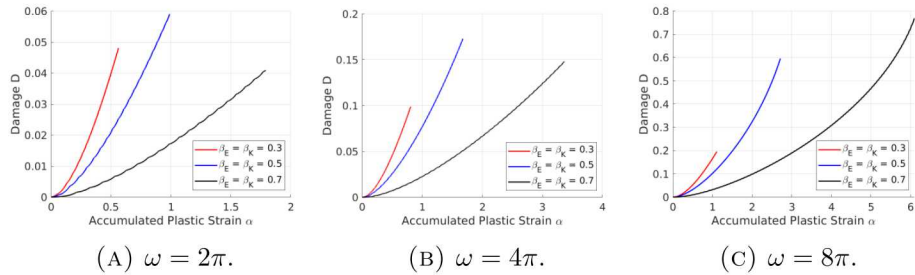 0.06
0.05
0.04
0.03
0.02
0.01
0
Damage D
0 0.5 1 1.5 2
Accumulated Plastic Strain α
β_E = β_K = 0.3
β_E = β_K = 0.5
β_E = β_K = 0.7
(A) ω = 2π.
0.2
0.15
0.1
0.05
0
Damage D
0 1 2 3 4
Accumulated Plastic Strain α
β_E = β_K = 0.3
β_E = β_K = 0.5
β_E = β_K = 0.7
(B) ω = 4π.
0.8
0.7
0.6
0.5
0.4
0.3
0.2
0.1
0
Damage D
0 1 2 3 4 5 6
Accumulated Plastic Strain α
β_E = β_K = 0.3
β_E = β_K = 0.5
β_E = β_K = 0.7
(C) ω = 8π.